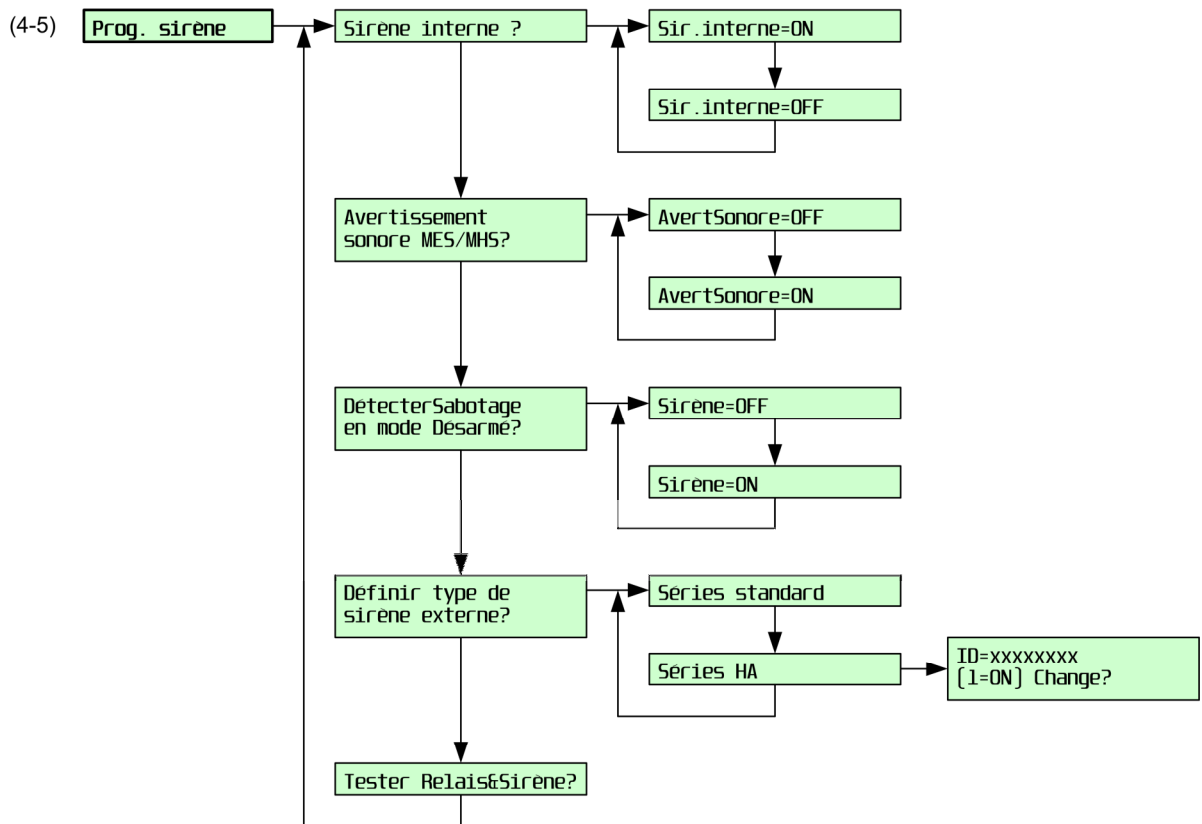 (4-5)
Prog. sirène
Sirène interne ?
Sir.interne=ON
Sir.interne=OFF
Avertissement
sonore MES/MHS?
AvertSonore=OFF
AvertSonore=ON
DétecterSabotage
en mode Désarmé?
Sirène=OFF
Sirène=ON
Définir type de
sirène externe?
Séries standard
Séries HA
ID=xxxxxxxx
(1=ON) Change?
Tester Relais&Sirène?